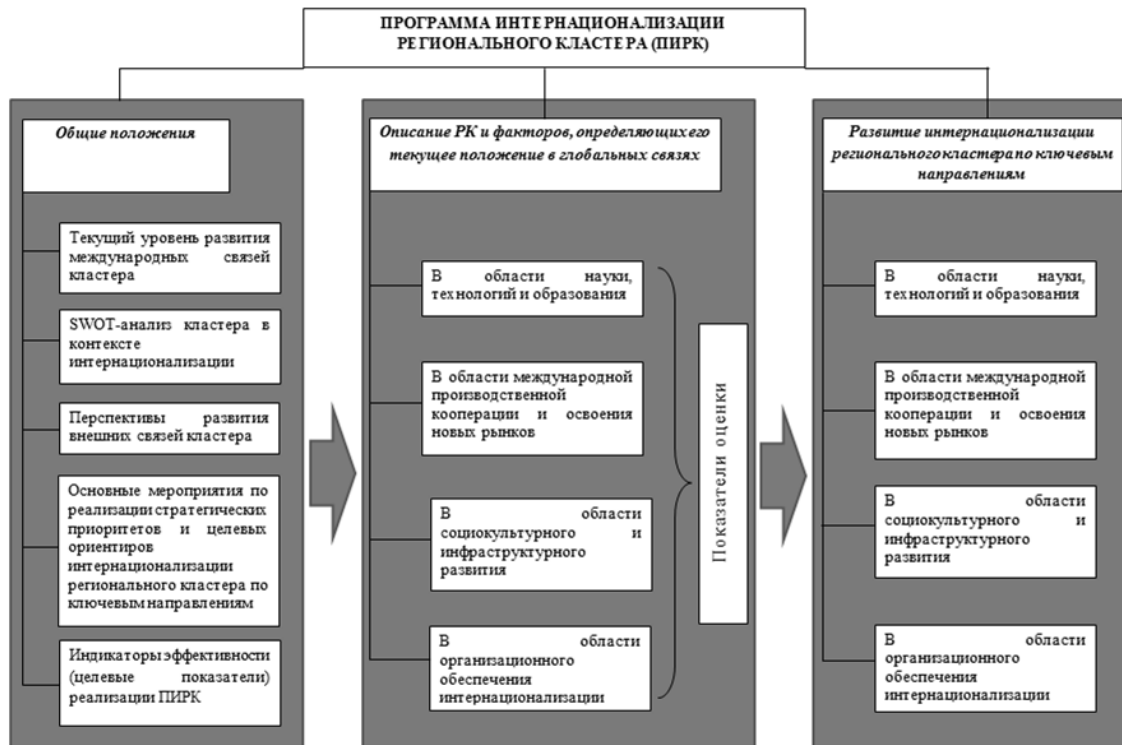 ПРОГРАММА ИНТЕРНАЦИОНАЛИЗАЦИИ
РЕГИОНАЛЬНОГО КЛАСТЕРА (ПИРК)
Общие положения
Текущий уровень развития
международных связей
кластера
SWOT-анализ кластера в
контексте
интернационализации
Перспективы развития
внешних связей кластера
Основные мероприятия по
реализации стратегических
приоритетов и целевых
ориентиров
интернационализации
регионального кластера по
ключевым направлениям
Индикаторы эффективности
(целевые показатели)
реализации ПИРК
Описание РК и факторов, определяющих его
текущее положение в глобальных связях
В области науки,
технологий и образования
В области международной
производственной
кооперации и освоения
новых рынков
В области
социокультурного и
инфраструктурного
развития
В области
организационного
обеспечения
интернационализации
Показатели оценки
Развитие интернационализации
регионального кластера по ключевым
направлениям
В области науки,
технологий и образования
В области международной
производственной
кооперации и освоения
новых рынков
В области
социокультурного и
инфраструктурного
развития
В области
организационного
обеспечения
интернационализации